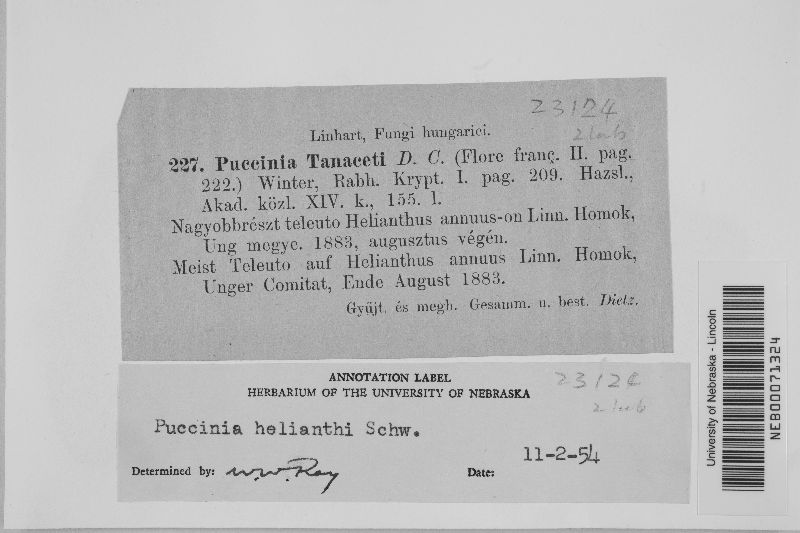 23124
2 lab
Linhart, Fungi hungarici.
227. Puccinia Tanaceti D. C. (Flore franç. II. pag.
222.) Winter, Rabh. Krypt. I. pag. 209. Hazsl.,
Akad. közl. XIV. k., 155. l.
Nagyobbrészt teleuto Helianthus annuus-on Linn. Homok,
Ung megye. 1883, augusztus végén.
Meist Teleuto auf Helianthus annuus Linn. Homok,
Unger Comitat, Ende August 1883.
Gyüjt. és megh. Gesamm. u. best. Dietz.
ANNOTATION LABEL
HERBARIUM OF THE UNIVERSITY OF NEBRASKA
Puccinia helianthi Schw.
Determined by: W.W. Ray
Date: 11-2-54
University of Nebraska - Lincoln
NEB00071324